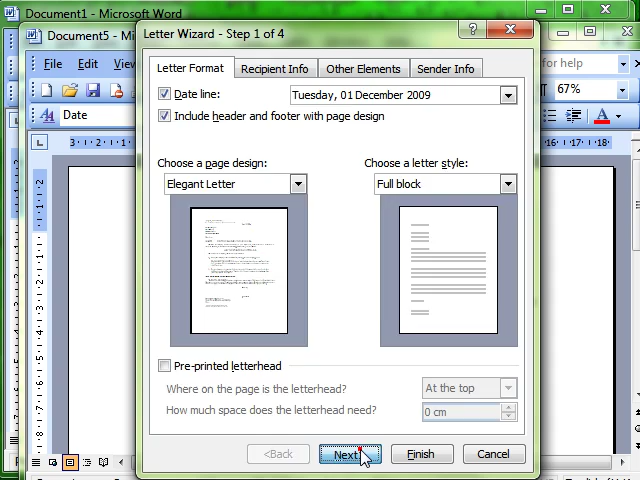 Document1 - Microsoft Word
Document5 - Mi
Letter Wizard - Step 1 of 4
File Edit
for help
67%
Date
Letter Format Recipient Info Other Elements Sender Info
Date line: Tuesday, 01 December 2009
Include header and footer with page design
Choose a page design: Choose a letter style:
Elegant Letter Full block
Pre-printed letterhead
Where on the page is the letterhead? At the top
How much space does the letterhead need? 0 cm
<Back Next Finish Cancel